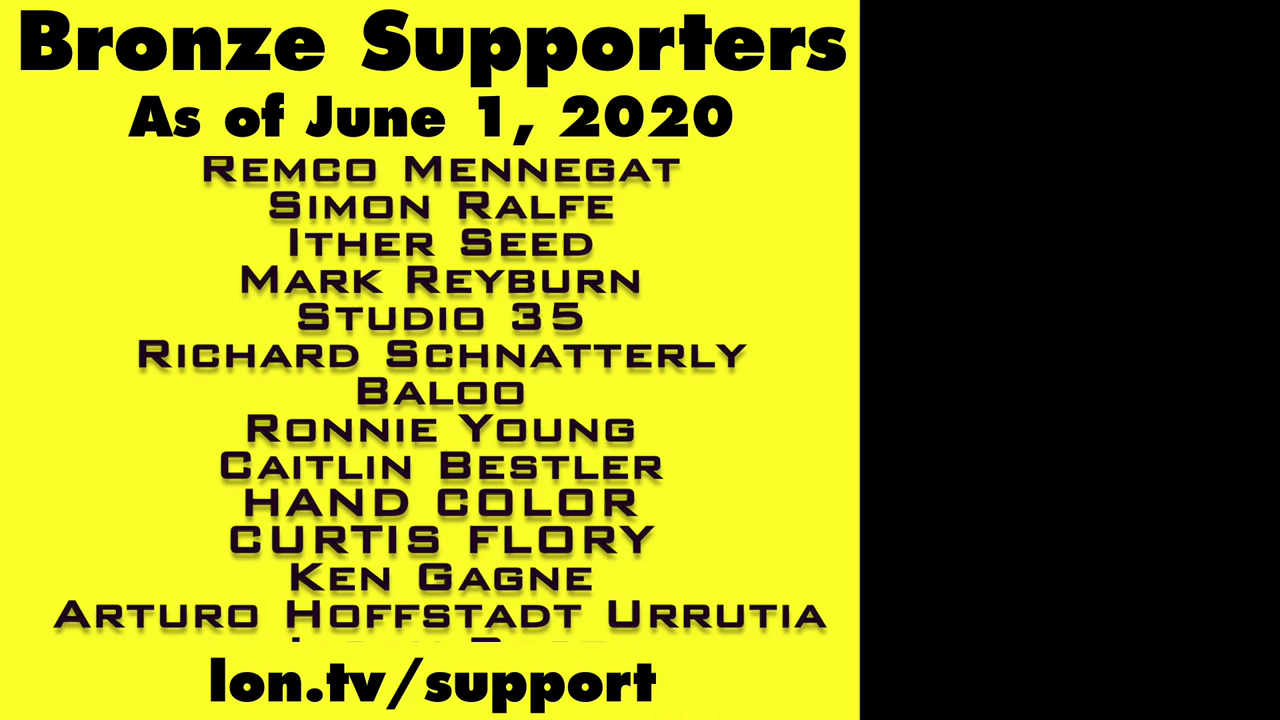 Bronze Supporters
As of June 1, 2020
Remco Mennegat
Simon Ralfe
Ither Seed
Mark Reyburn
Studio 35
Richard Schnatterly
Baloo
Ronnie Young
Caitlin Bestler
HAND COLOR
CURTIS FLORY
Ken Gagne
Arturo Hoffstadt Urrutia
lon.tv/support